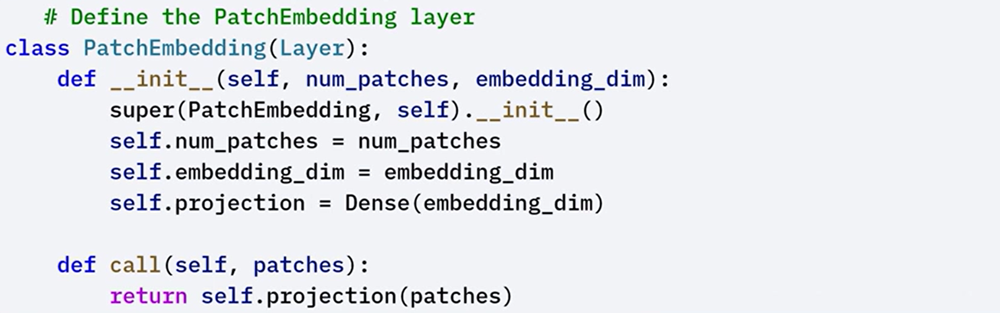 # Define the PatchEmbedding layer
class PatchEmbedding(Layer):
    def __init__(self, num_patches, embedding_dim):
        super(PatchEmbedding, self).__init__()
        self.num_patches = num_patches
        self.embedding_dim = embedding_dim
        self.projection = Dense(embedding_dim)

    def call(self, patches):
        return self.projection(patches)